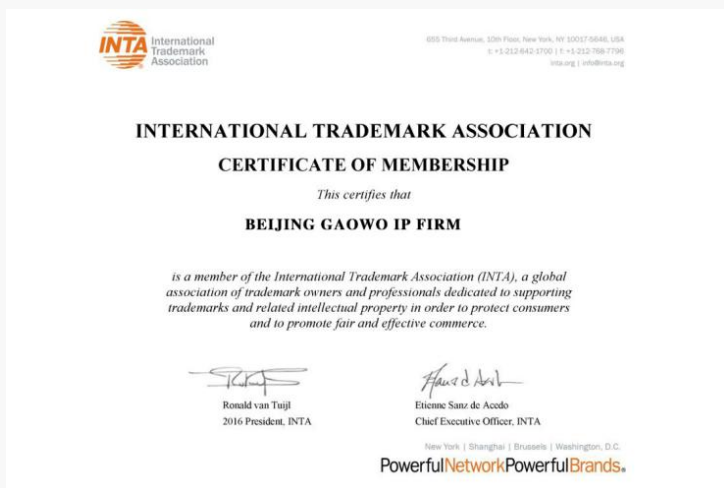 INTA International
Trademark
Association
655 Third Avenue, 10th Floor, New York, NY 10017-5646, USA
t: +1-212-642-1700 | f: +1-212-768-7796
inta.org | info@inta.org
INTERNATIONAL TRADEMARK ASSOCIATION
CERTIFICATE OF MEMBERSHIP
This certifies that
BEIJING GAOWO IP FIRM
is a member of the International Trademark Association (INTA), a global
association of trademark owners and professionals dedicated to supporting
trademarks and related intellectual property in order to protect consumers
and to promote fair and effective commerce.
Ronald van Tuijl
2016 President, INTA
Etienne Sanz de Acedo
Chief Executive Officer, INTA
New York | Shanghai | Brussels | Washington, D.C.
PowerfulNetworkPowerfulBrands.